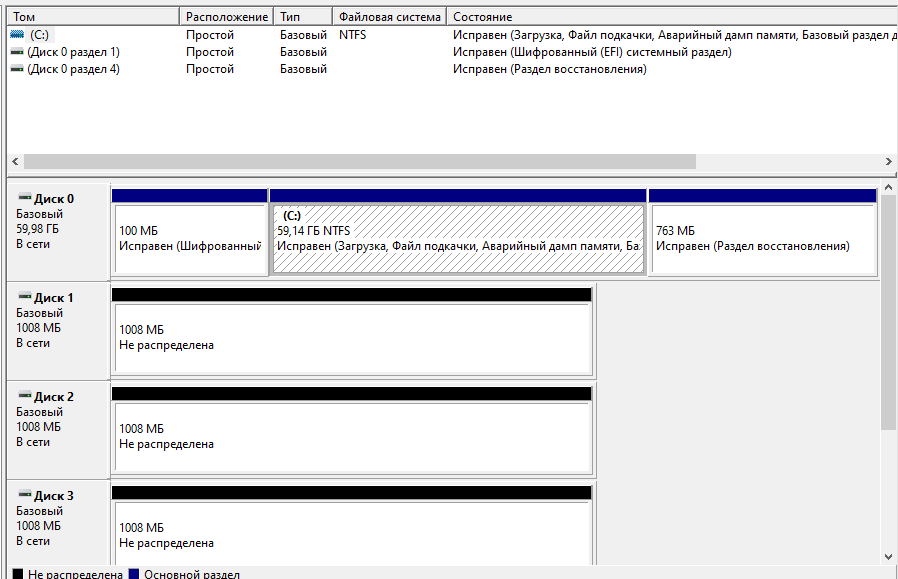 Том Расположение Тип Файловая система Состояние
(C:) Простой Базовый NTFS Исправен (Загрузка, Файл подкачки, Аварийный дамп памяти, Базовый раздел д
(Диск 0 раздел 1) Простой Базовый Исправен (Шифрованный (EFI) системный раздел)
(Диск 0 раздел 4) Простой Базовый Исправен (Раздел восстановления)
Диск 0
Базовый
59,98 ГБ
В сети
100 МБ
Исправен (Шифрованный
(C:)
59,14 ГБ NTFS
Исправен (Загрузка, Файл подкачки, Аварийный дамп памяти, Ба
763 МБ
Исправен (Раздел восстановления)
Диск 1
Базовый
1008 МБ
В сети
1008 МБ
Не распределена
Диск 2
Базовый
1008 МБ
В сети
1008 МБ
Не распределена
Диск 3
Базовый
1008 МБ
В сети
1008 МБ
Не распределена
Не распределена Основной раздел